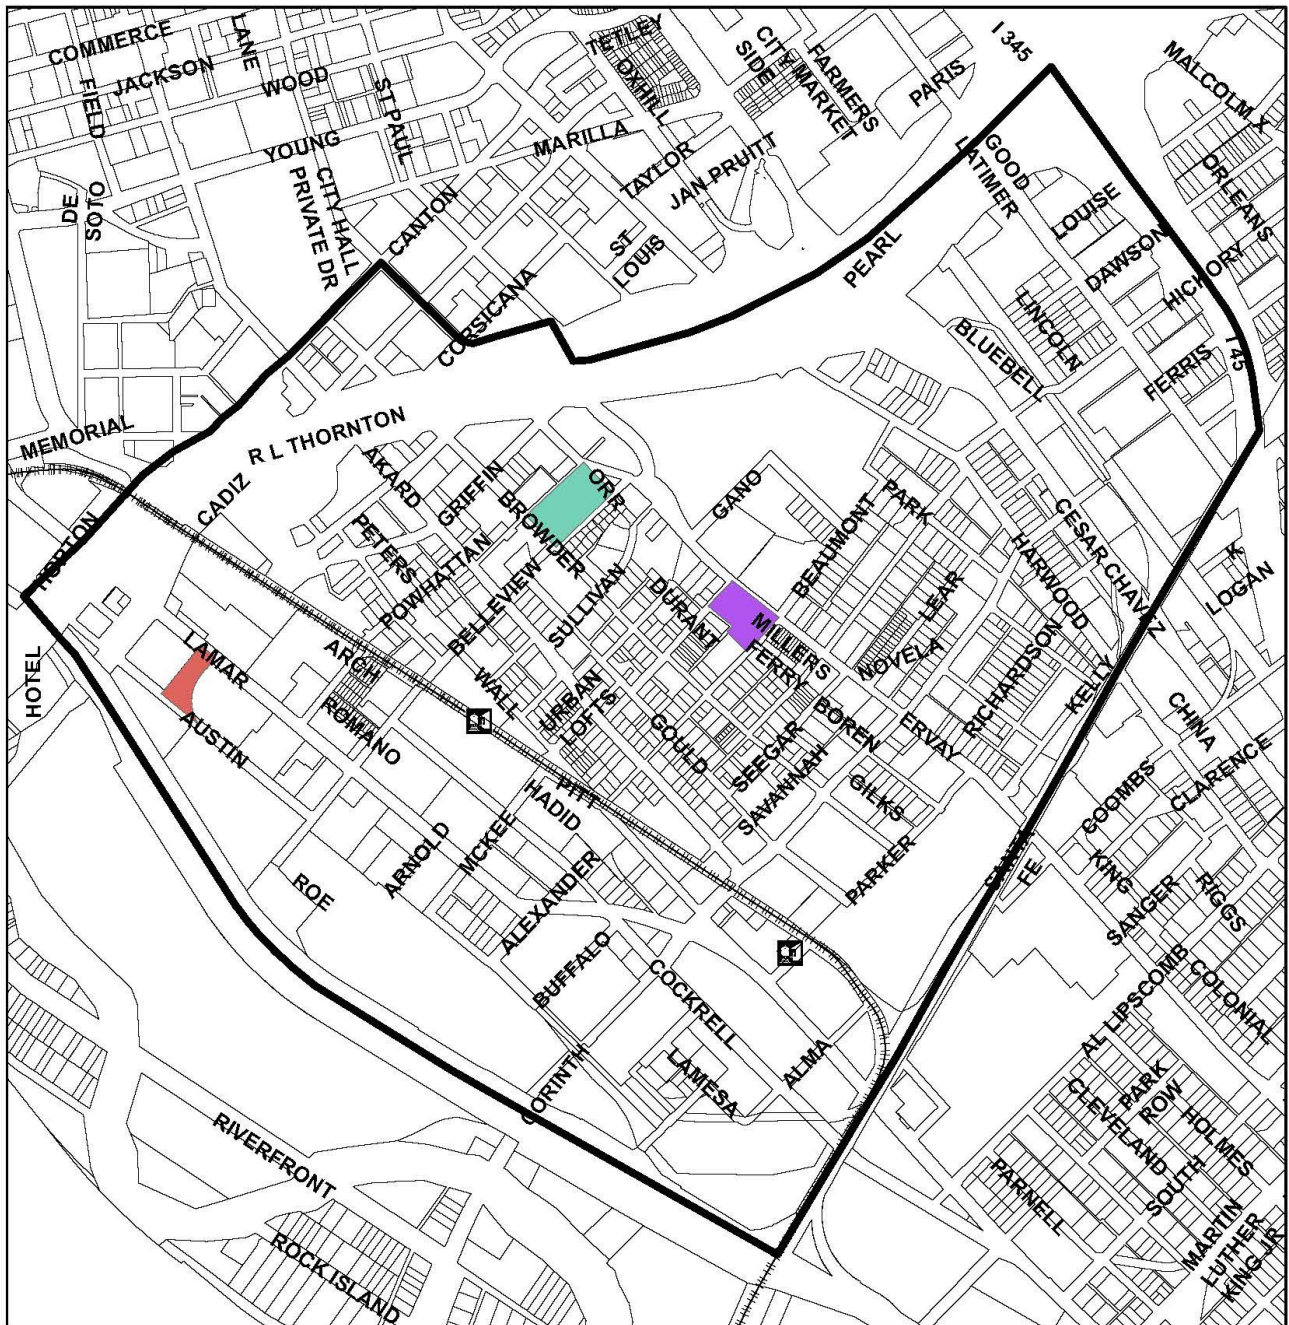 COMMERCE
LANE
TETLEY
I 345
FIELD
JACKSON
WOOD
ST PAUL
OXHILL
CITY MARKET
SIDE
FARMERS
MARKET
PARIS
MALCOLM X
YOUNG
MARILLA
TAYLOR
JAN PRUITT
GOOD
LATIMER
ORLEANS
DE
SOTO
CITY HALL
PRIVATE DR
CANTON
ST
LOUIS
LOUISE
DAWSON
HICKORY
PEARL
CORSICANA
LINCOLN
BLUEBELL
I 45
FERRIS
MEMORIAL
R L THORNTON
CADIZ
AKARD
GRIFFIN
BROWDER
ORR
GANO
PARK
BEAUMONT
CESAR CHAVEZ
HARWOOD
K
LOGAN
HORTON
PETERS
POWHATTAN
BELLEVIEW
SULLIVAN
DURANT
MILLERS
FERRY
LEAR
NOVELA
RICHARDSON
KELLY
LAMAR
ARCH
HOTEL
AUSTIN
ROMANO
WALL
URBAN
LOFTS
GOULD
SEEGAR
SAVANNAH
BOREN
ERVAY
CHINA
CLARENCE
COOMBS
GILKS
PITT
HADID
MCKEE
ARNOLD
ALEXANDER
ROE
PARKER
SANTA
FE
KING
SANGER
RIGGS
BUFFALO
COCKRELL
AL LIPSCOMB
COLONIAL
CORINTH
LAMESA
ALMA
PARK
ROW
CLEVELAND
HOLMES
SOUTH
PARNELL
MARTIN
LUTHER
KING JR
RIVERFRONT
ROCK ISLAND